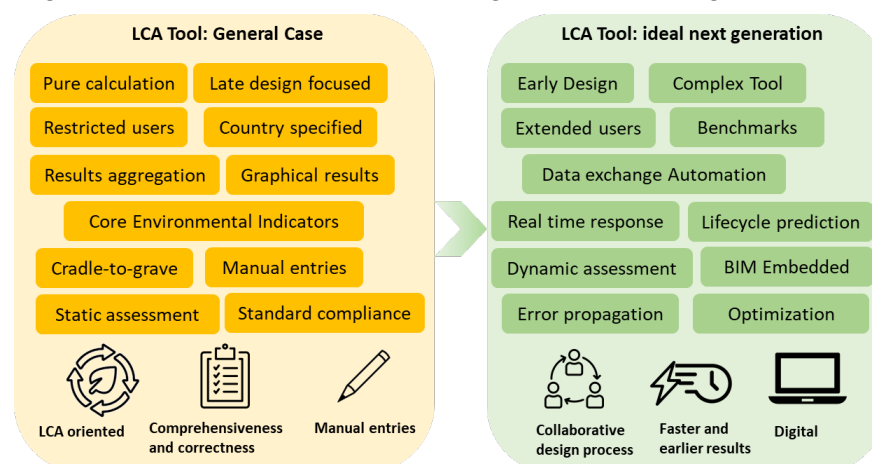 LCA Tool: General Case
Pure calculation
Late design focused
Restricted users
Country specified
Results aggregation
Graphical results
Core Environmental Indicators
Cradle-to-grave
Manual entries
Static assessment
Standard compliance
LCA oriented
Comprehensiveness
and correctness
Manual entries
LCA Tool: ideal next generation
Early Design
Complex Tool
Extended users
Benchmarks
Data exchange Automation
Real time response
Lifecycle prediction
Dynamic assessment
BIM Embedded
Error propagation
Optimization
Collaborative
design process
Faster and
earlier results
Digital